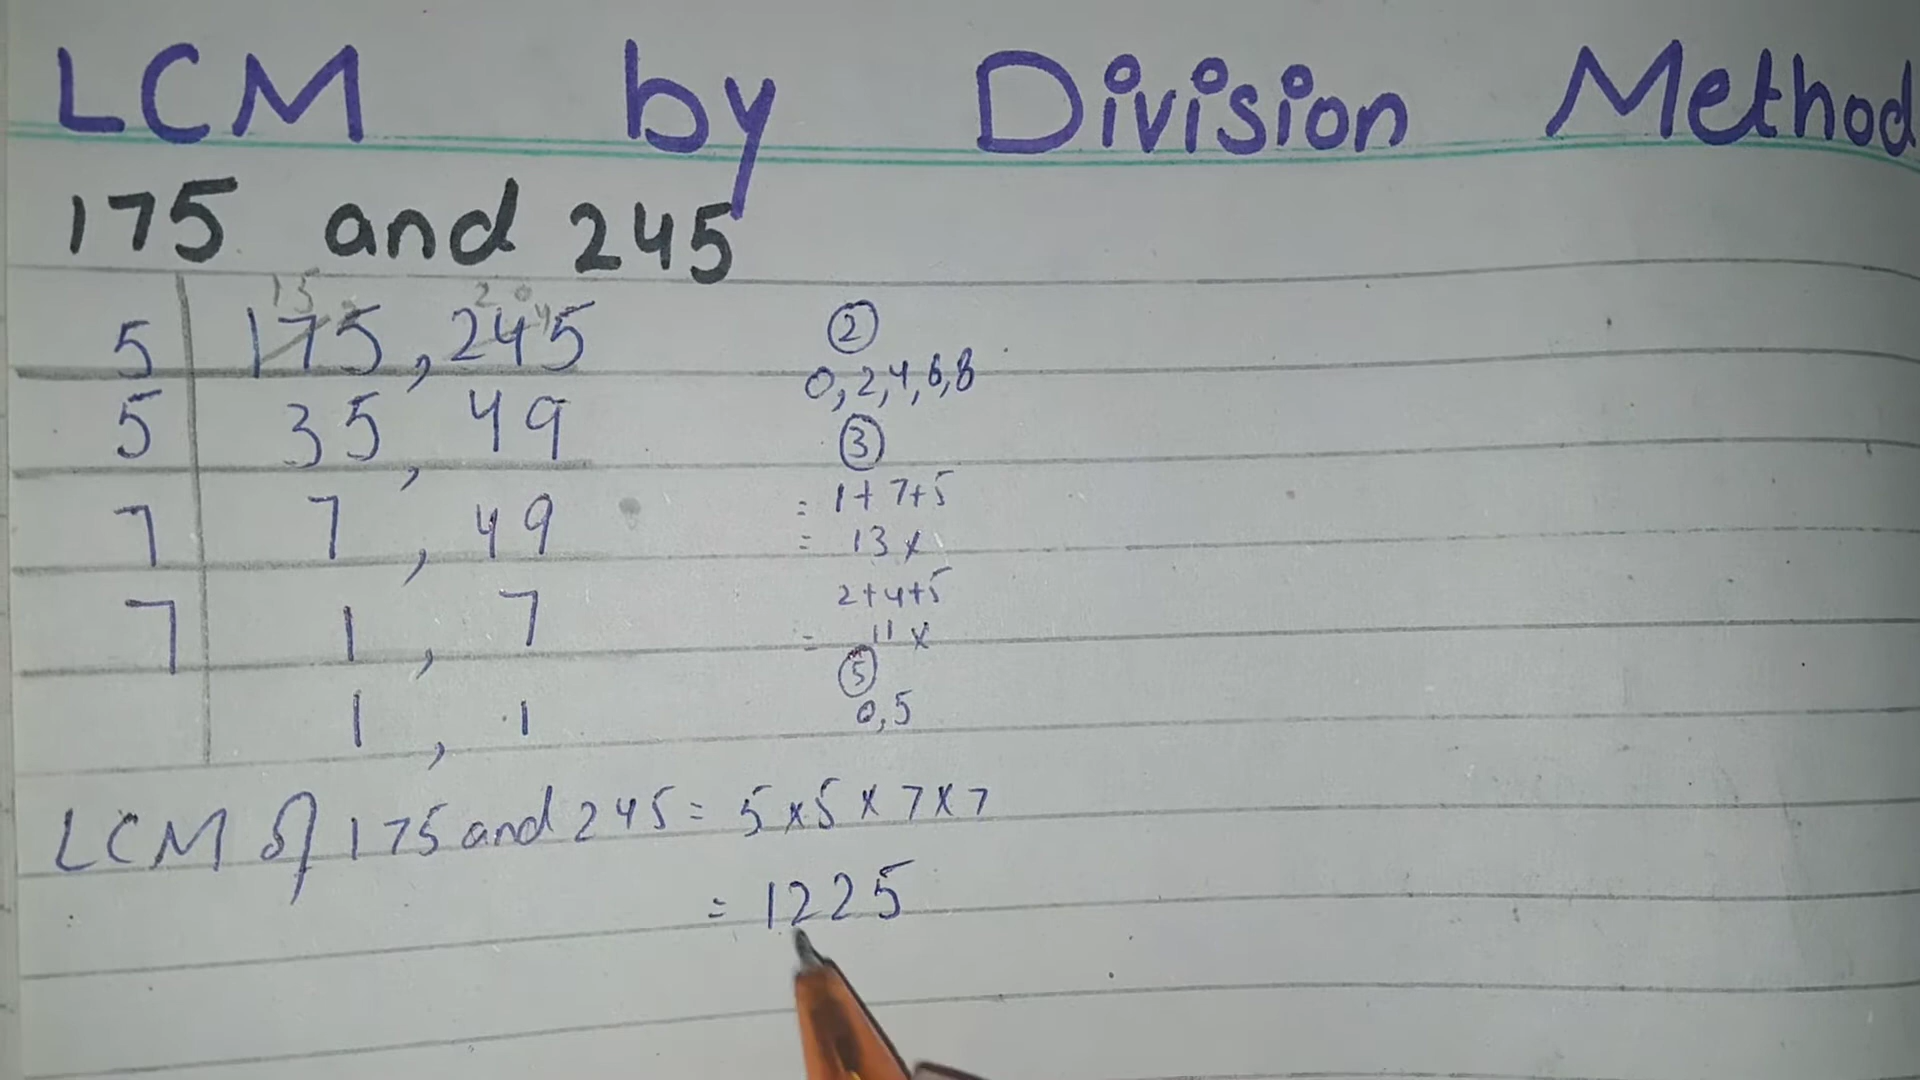 LCM by Division Method
175 and 245
5 175, 245
5 35, 49
7 7, 49
7 1, 7
1, 1
2
0,2,4,6,8
3
= 1+7+5
= 13 x
2+4+5
= 11 x
5
0,5
LCM of 175 and 245 = 5×5×7×7
= 1225